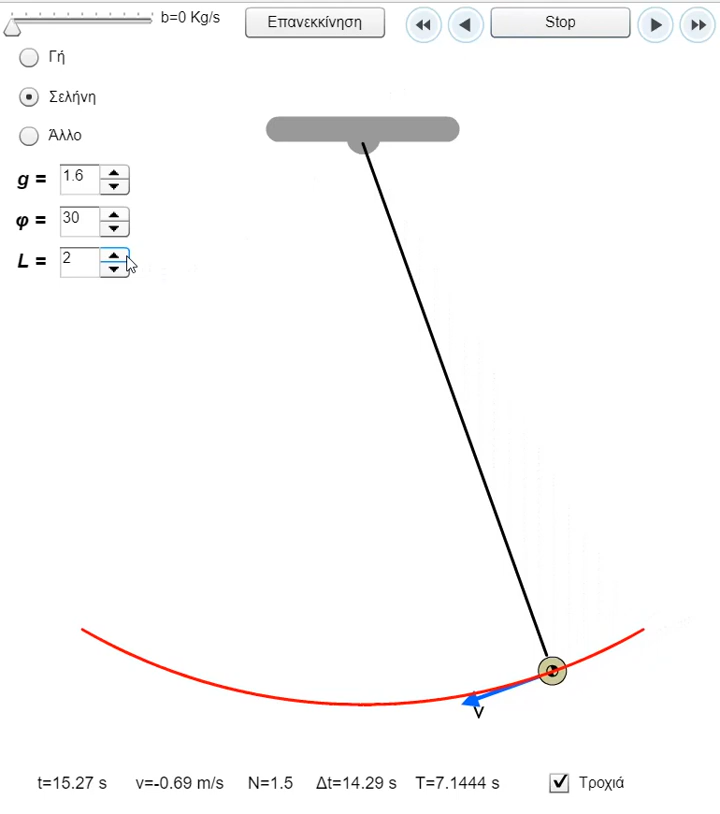 b=0 Kg/s
Επανεκκίνηση
Stop
Γή
Σελήνη
Άλλο
g = 1.6
φ = 30
L = 2
v
t=15.27 s v=-0.69 m/s N=1.5 Δt=14.29 s T=7.1444 s Τροχιά